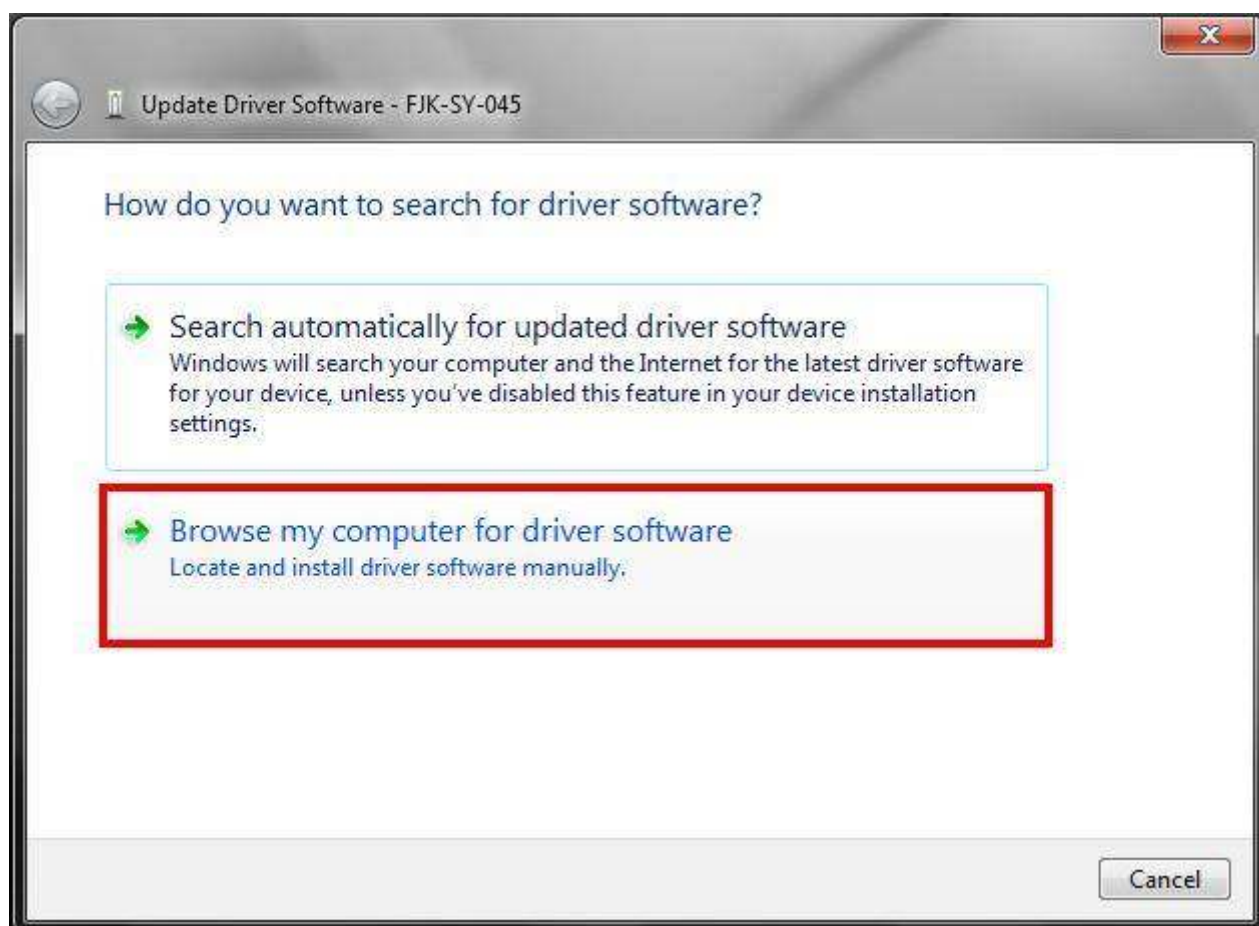 Update Driver Software - FJK-SY-045
How do you want to search for driver software?
Search automatically for updated driver software
Windows will search your computer and the Internet for the latest driver software
for your device, unless you've disabled this feature in your device installation
settings.
Browse my computer for driver software
Locate and install driver software manually.
Cancel